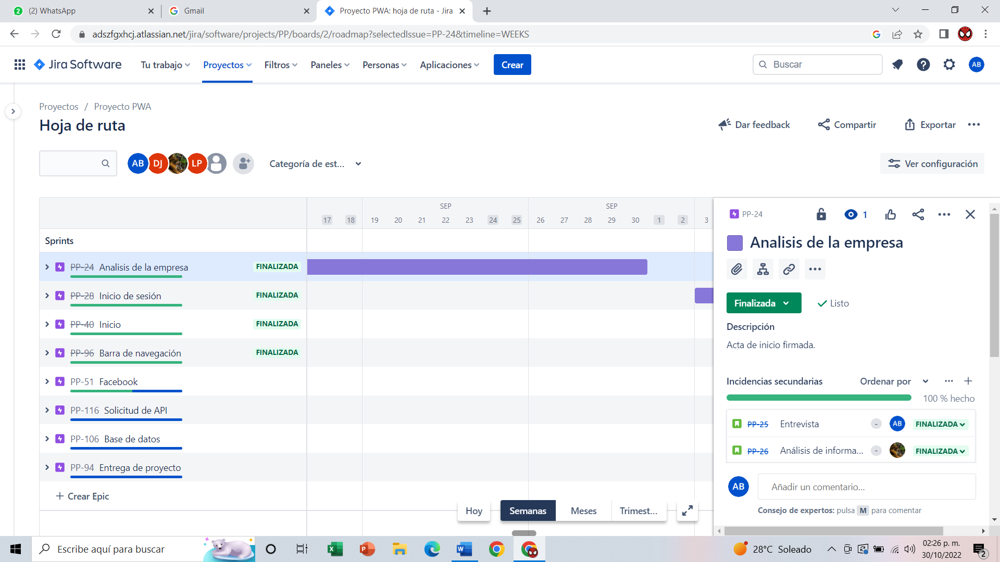 (2) WhatsApp
Gmail
Proyecto PWA: hoja de ruta - Jira
adszfgxhcj.atlassian.net/jira/software/projects/PP/boards/2/roadmap?selectedIssue=PP-24&timeline=WEEKS
Jira Software
Tu trabajo
Proyectos
Filtros
Paneles
Personas
Aplicaciones
Crear
Buscar
AB
Proyectos / Proyecto PWA
Hoja de ruta
Dar feedback
Compartir
Exportar
AB DJ LP
Categoría de est...
Ver configuración
SEP SEP
17 18 19 20 21 22 23 24 25 26 27 28 29 30 1 2 3
Sprints
PP-24 Analisis de la empresa FINALIZADA
PP-28 Inicio de sesión FINALIZADA
PP-40 Inicio FINALIZADA
PP-96 Barra de navegación FINALIZADA
PP-51 Facebook
PP-116 Solicitud de API
PP-106 Base de datos
PP-94 Entrega de proyecto
+ Crear Epic
Hoy
Semanas
Meses
Trimest...
PP-24
1
Analisis de la empresa
Finalizada
Listo
Descripción
Acta de inicio firmada.
Incidencias secundarias
Ordenar por
100 % hecho
PP-25 Entrevista - AB FINALIZADA
PP-26 Análisis de informa... - FINALIZADA
AB
Añadir un comentario...
Consejo de expertos: pulsa M para comentar
Escribe aquí para buscar
28°C Soleado
02:26 p. m.
30/10/2022
2